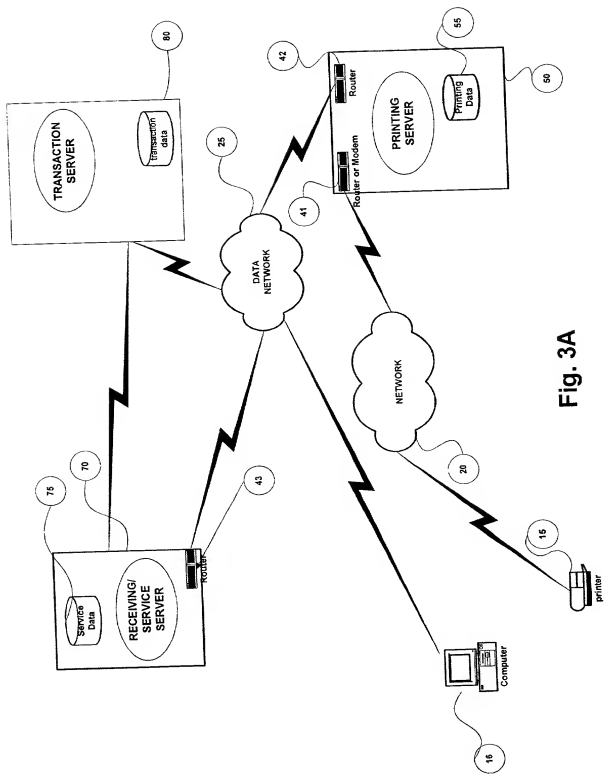 80
TRANSACTION
SERVER
transaction
data
42
55
Router
Router or Modem
PRINTING
SERVER
Printing
Data
50
25
41
DATA
NETWORK
75
70
Service
Data
RECEIVING/
SERVICE
SERVER
Router
43
NETWORK
20
15
printer
Computer
16
Fig. 3A